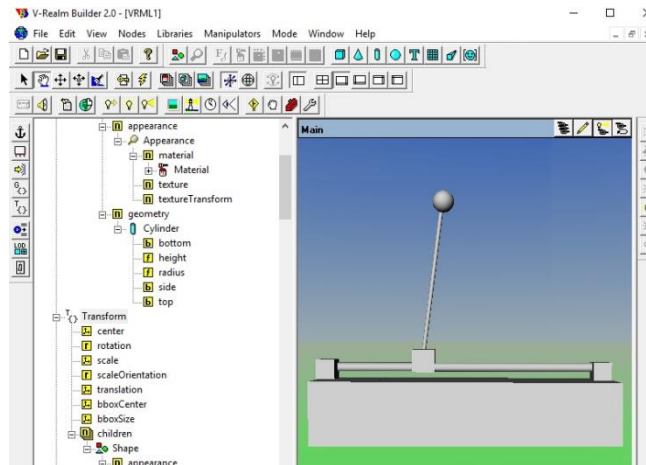 V-Realm Builder 2.0 - [VRML1]
File Edit View Nodes Libraries Manipulators Mode Window Help
Main
appearance
Appearance
material
Material
texture
textureTransform
geometry
Cylinder
bottom
height
radius
side
top
Transform
center
rotation
scale
scaleOrientation
translation
bboxCenter
bboxSize
children
Shape
appearance